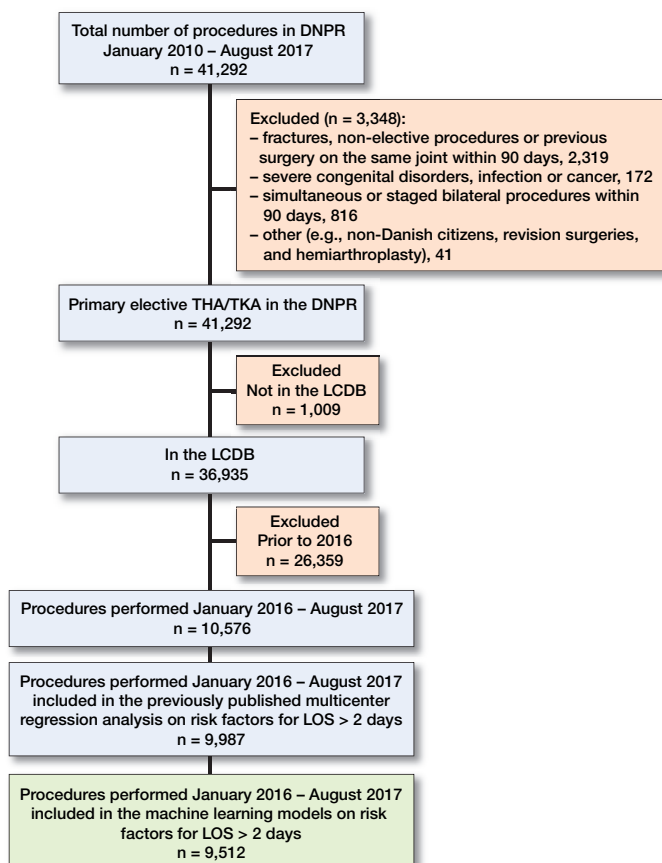 Total number of procedures in DNPR
January 2010 – August 2017
n = 41,292
Excluded (n = 3,348):
– fractures, non-elective procedures or previous
surgery on the same joint within 90 days, 2,319
– severe congenital disorders, infection or cancer, 172
– simultaneous or staged bilateral procedures within
90 days, 816
– other (e.g., non-Danish citizens, revision surgeries,
and hemiarthroplasty), 41
Primary elective THA/TKA in the DNPR
n = 41,292
Excluded
Not in the LCDB
n = 1,009
In the LCDB
n = 36,935
Excluded
Prior to 2016
n = 26,359
Procedures performed January 2016 – August 2017
n = 10,576
Procedures performed January 2016 – August 2017
included in the previously published multicenter
regression analysis on risk factors for LOS > 2 days
n = 9,987
Procedures performed January 2016 – August 2017
included in the machine learning models on risk
factors for LOS > 2 days
n = 9,512